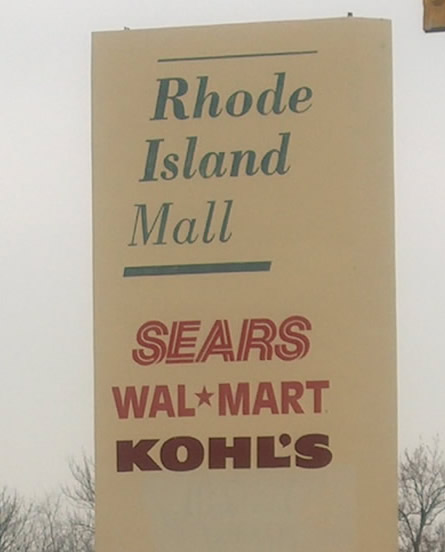 Rhode
Island
Mall
SEARS
WAL★MART
KOHL'S